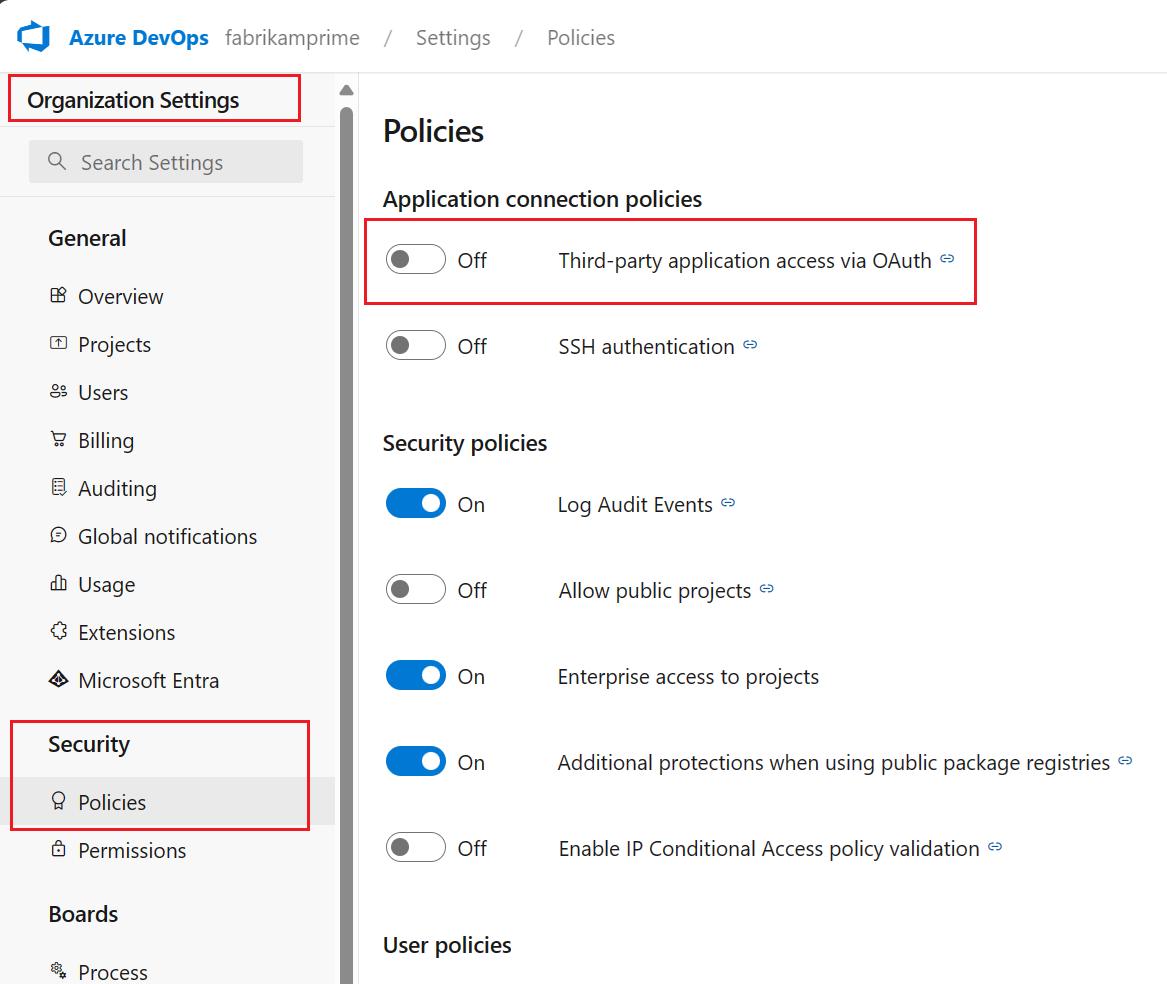 Azure DevOps fabrikamprime / Settings / Policies
Organization Settings
Search Settings
General
Overview
Projects
Users
Billing
Auditing
Global notifications
Usage
Extensions
Microsoft Entra
Security
Policies
Permissions
Boards
Process
Policies
Application connection policies
Off Third-party application access via OAuth
Off SSH authentication
Security policies
On Log Audit Events
Off Allow public projects
On Enterprise access to projects
On Additional protections when using public package registries
Off Enable IP Conditional Access policy validation
User policies